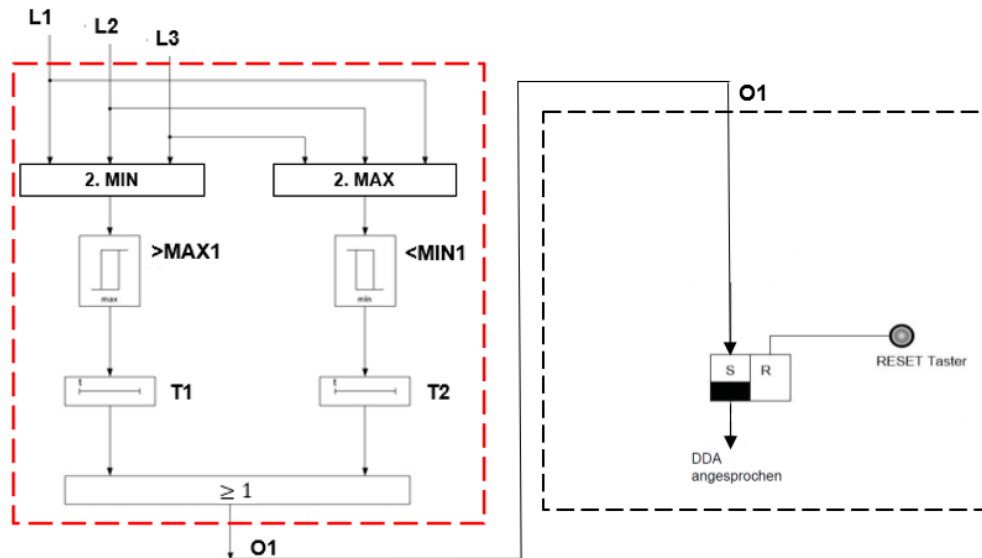 L1
L2
L3
2. MIN
2. MAX
>MAX1
max
<MIN1
min
t
T1
t
T2
≥ 1
O1
O1
S
R
RESET Taster
DDA
angesprochen